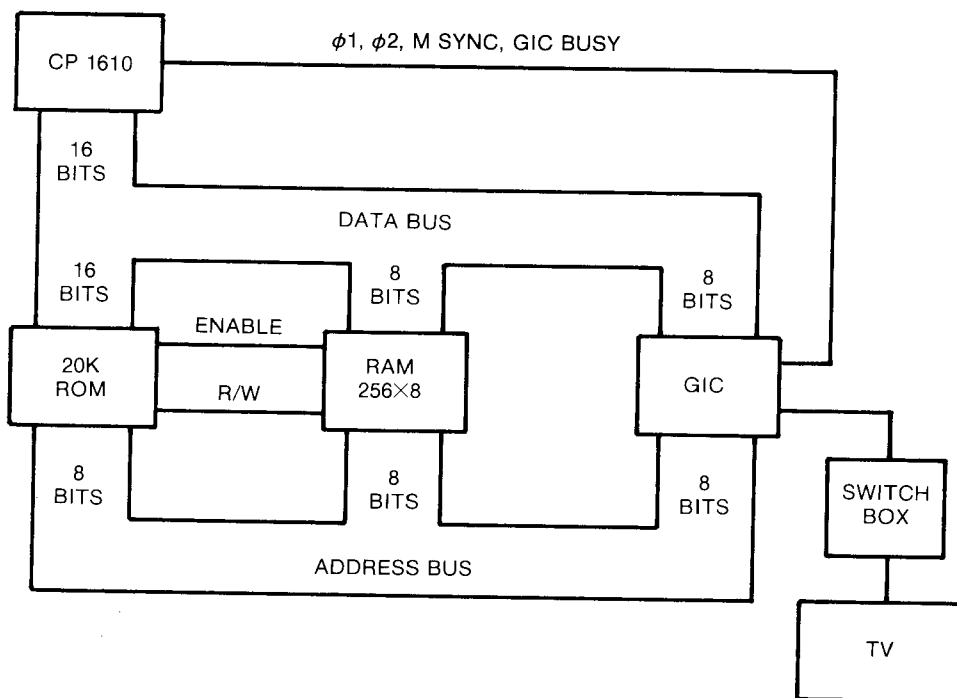 φ1, φ2, M SYNC, GIC BUSY
CP 1610
16
BITS
DATA BUS
16
BITS
8
BITS
8
BITS
ENABLE
20K
ROM
R/W
RAM
256×8
GIC
8
BITS
8
BITS
8
BITS
SWITCH
BOX
ADDRESS BUS
TV